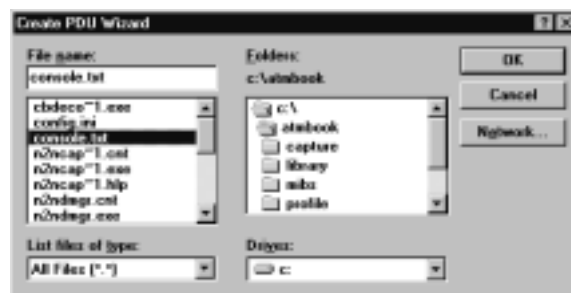 Create PDU Wizard
File name:
console.txt
cbdeco~1.exe
config.ini
console.txt
n2ncap~1.cnt
n2ncap~1.exe
n2ncap~1.hlp
n2ndmgr.cnt
n2ndmgr.exe
List files of type:
All Files (*.*)
Folders:
c:\atmbook
c:\
atmbook
capture
library
mibs
profile
Drives:
c:
OK
Cancel
Network...